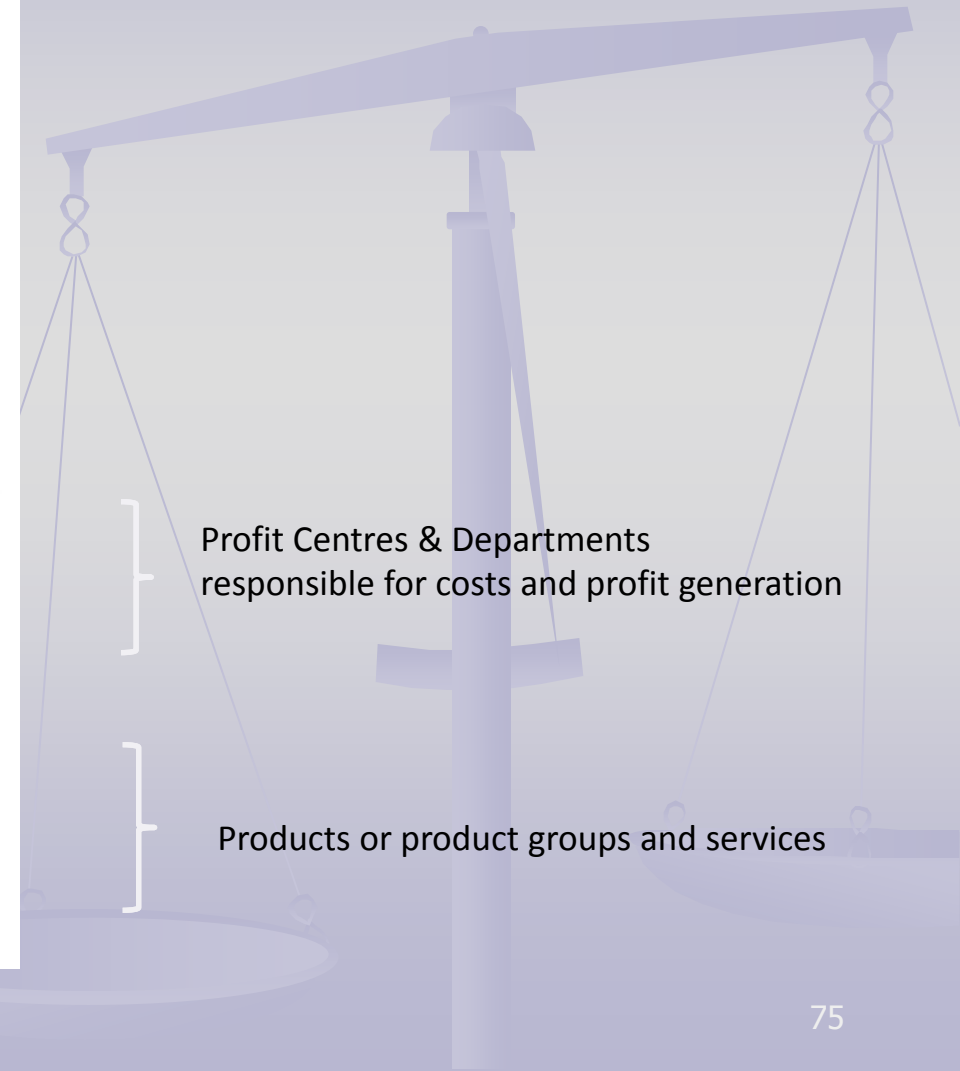 Profit Centres & Departments
responsible for costs and profit generation
Products or product groups and services
75